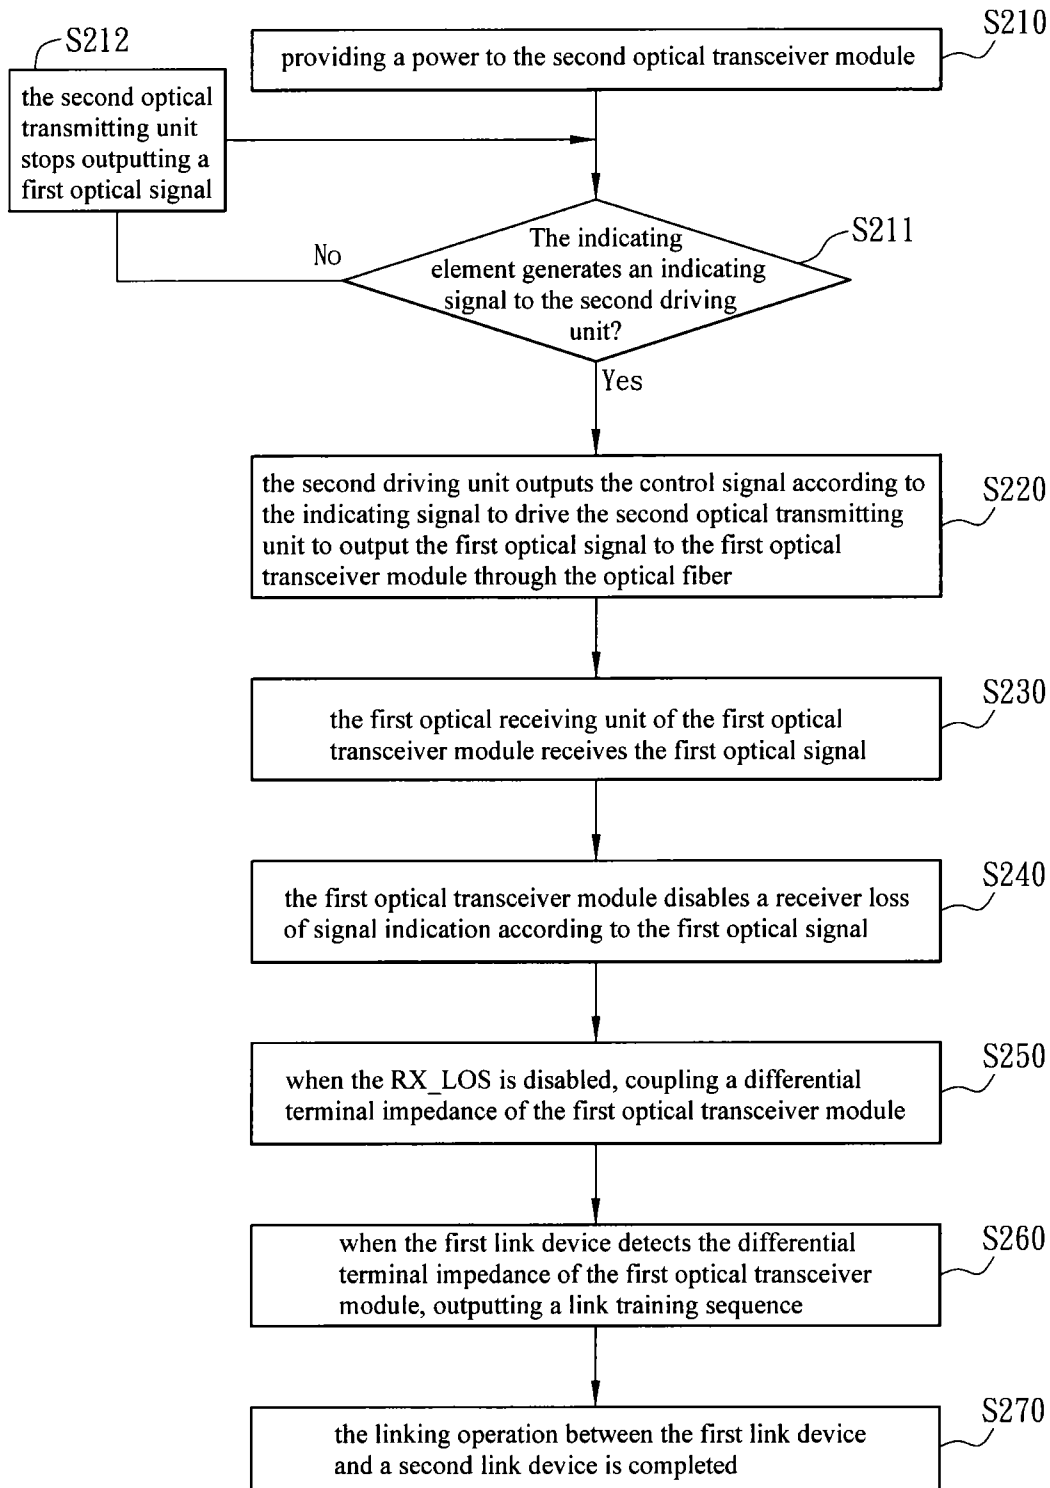 S210
providing a power to the second optical transceiver module
S212
the second optical
transmitting unit
stops outputting a
first optical signal
S211
The indicating
element generates an indicating
signal to the second driving
unit?
No
Yes
S220
the second driving unit outputs the control signal according to
the indicating signal to drive the second optical transmitting
unit to output the first optical signal to the first optical
transceiver module through the optical fiber
S230
the first optical receiving unit of the first optical
transceiver module receives the first optical signal
S240
the first optical transceiver module disables a receiver loss
of signal indication according to the first optical signal
S250
when the RX_LOS is disabled, coupling a differential
terminal impedance of the first optical transceiver module
S260
when the first link device detects the differential
terminal impedance of the first optical transceiver
module, outputting a link training sequence
S270
the linking operation between the first link device
and a second link device is completed